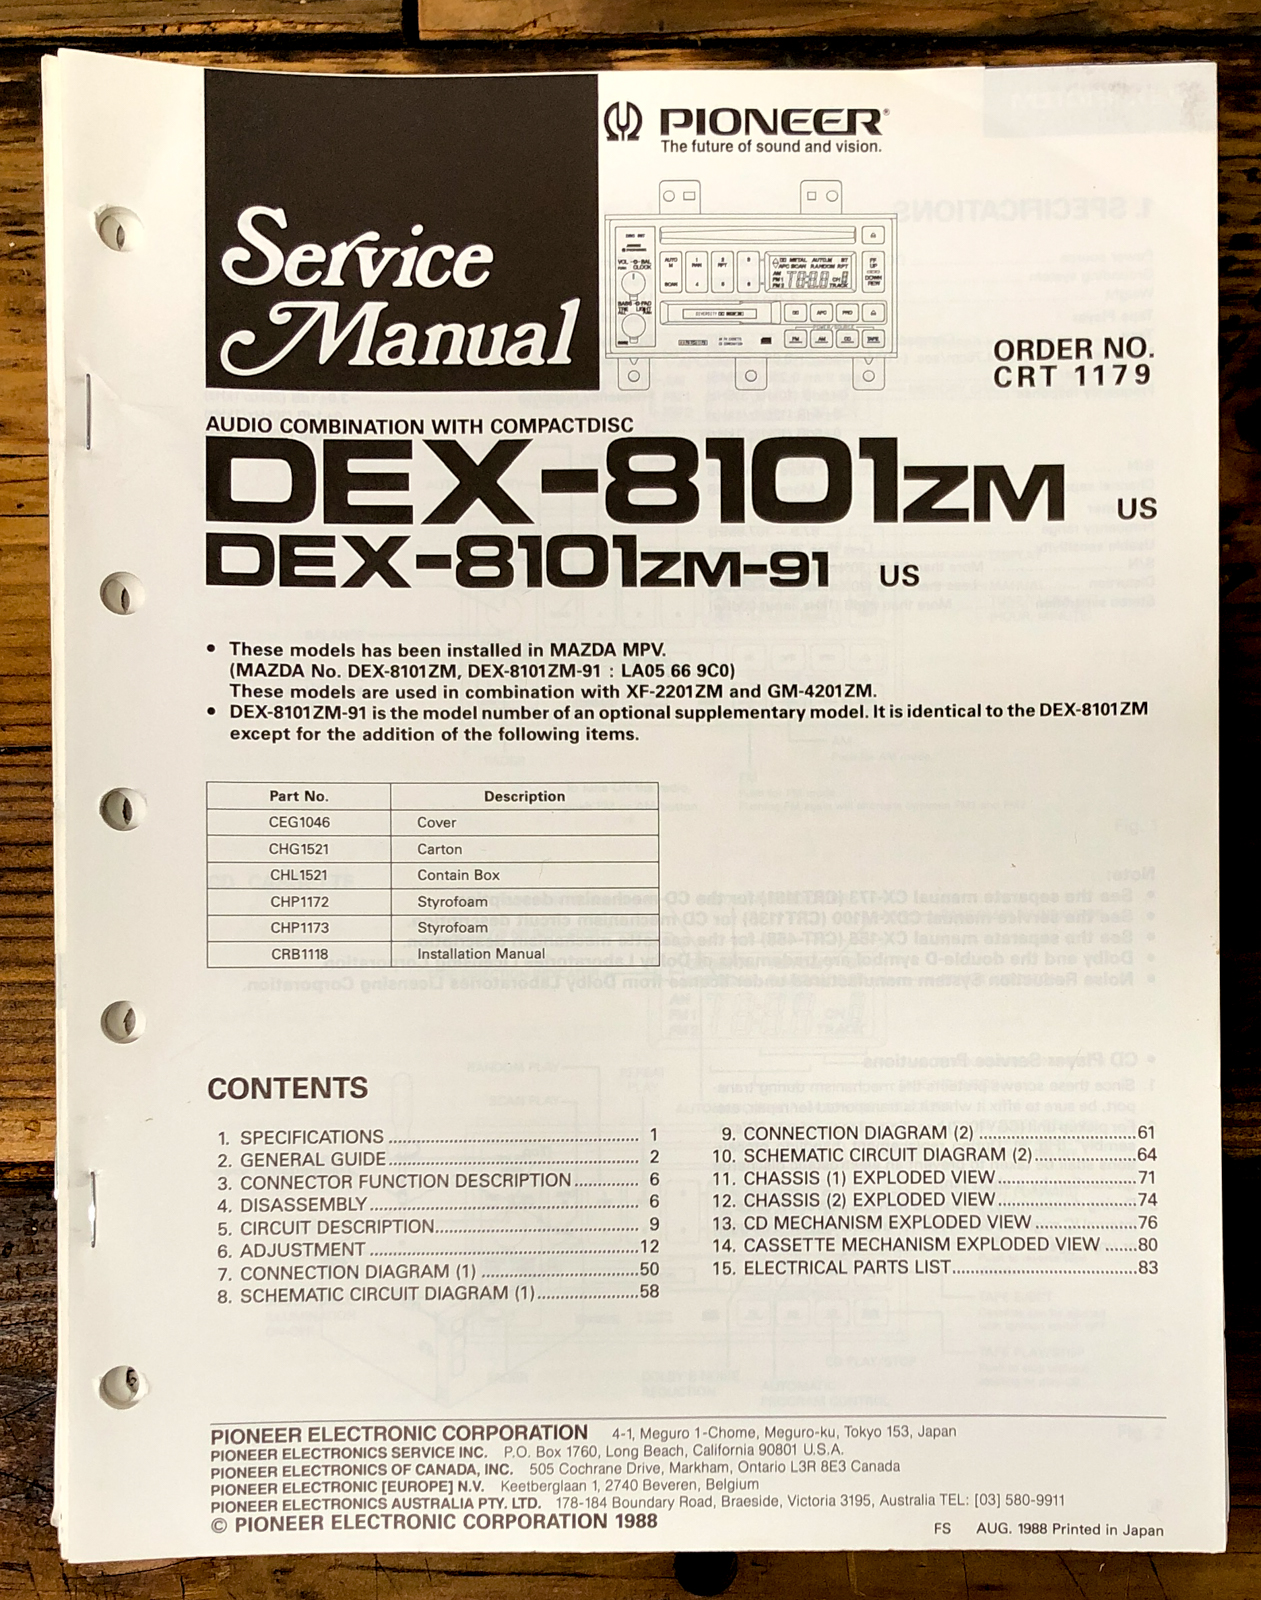 Service
Manual
PIONEER®
The future of sound and vision.
ORDER NO.
CRT 1179
AUDIO COMBINATION WITH COMPACTDISC
DEX-8101ZM US
DEX-8101ZM-91 US
• These models has been installed in MAZDA MPV.
(MAZDA No. DEX-8101ZM, DEX-8101ZM-91 : LA05 66 9C0)
These models are used in combination with XF-2201ZM and GM-4201ZM.
• DEX-8101ZM-91 is the model number of an optional supplementary model. It is identical to the DEX-8101ZM
except for the addition of the following items.
Part No. Description
CEG1046 Cover
CHG1521 Carton
CHL1521 Contain Box
CHP1172 Styrofoam
CHP1173 Styrofoam
CRB1118 Installation Manual
CONTENTS
1. SPECIFICATIONS ........ 1
2. GENERAL GUIDE ........ 2
3. CONNECTOR FUNCTION DESCRIPTION ........ 6
4. DISASSEMBLY ........ 6
5. CIRCUIT DESCRIPTION ........ 9
6. ADJUSTMENT ........ 12
7. CONNECTION DIAGRAM (1) ........ 50
8. SCHEMATIC CIRCUIT DIAGRAM (1) ........ 58
9. CONNECTION DIAGRAM (2) ........ 61
10. SCHEMATIC CIRCUIT DIAGRAM (2) ........ 64
11. CHASSIS (1) EXPLODED VIEW ........ 71
12. CHASSIS (2) EXPLODED VIEW ........ 74
13. CD MECHANISM EXPLODED VIEW ........ 76
14. CASSETTE MECHANISM EXPLODED VIEW ....... 80
15. ELECTRICAL PARTS LIST ........ 83
PIONEER ELECTRONIC CORPORATION 4-1, Meguro 1-Chome, Meguro-ku, Tokyo 153, Japan
PIONEER ELECTRONICS SERVICE INC. P.O. Box 1760, Long Beach, California 90801 U.S.A.
PIONEER ELECTRONICS OF CANADA, INC. 505 Cochrane Drive, Markham, Ontario L3R 8E3 Canada
PIONEER ELECTRONIC [EUROPE] N.V. Keetberglaan 1, 2740 Beveren, Belgium
PIONEER ELECTRONICS AUSTRALIA PTY. LTD. 178-184 Boundary Road, Braeside, Victoria 3195, Australia TEL: [03] 580-9911
© PIONEER ELECTRONIC CORPORATION 1988
FS AUG. 1988 Printed in Japan